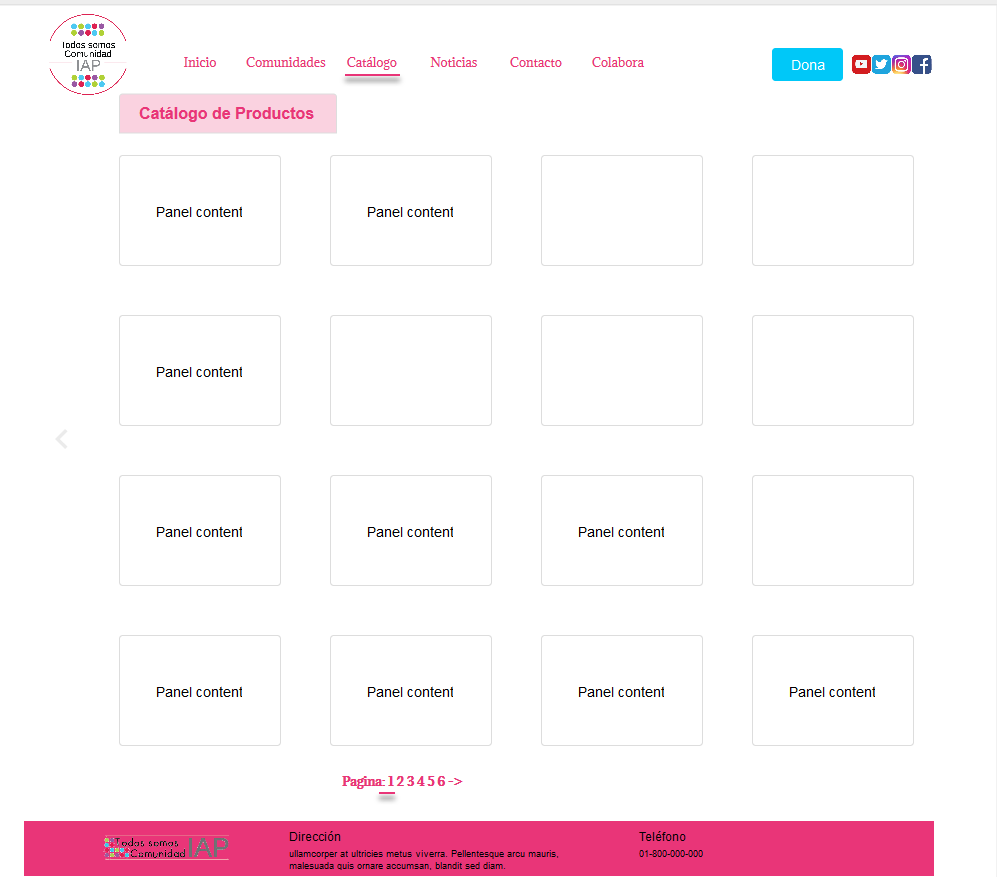 Todos somos
Comunidad
IAP
Inicio Comunidades Catálogo Noticias Contacto Colabora Dona
Catálogo de Productos
Panel content Panel content
Panel content
Panel content Panel content Panel content
Panel content Panel content Panel content Panel content
Pagina: 1 2 3 4 5 6 ->
Todos somos
Comunidad IAP
Dirección
ullamcorper at ultricies metus viverra. Pellentesque arcu mauris,
malesuada quis ornare accumsan, blandit sed diam.
Teléfono
01-800-000-000